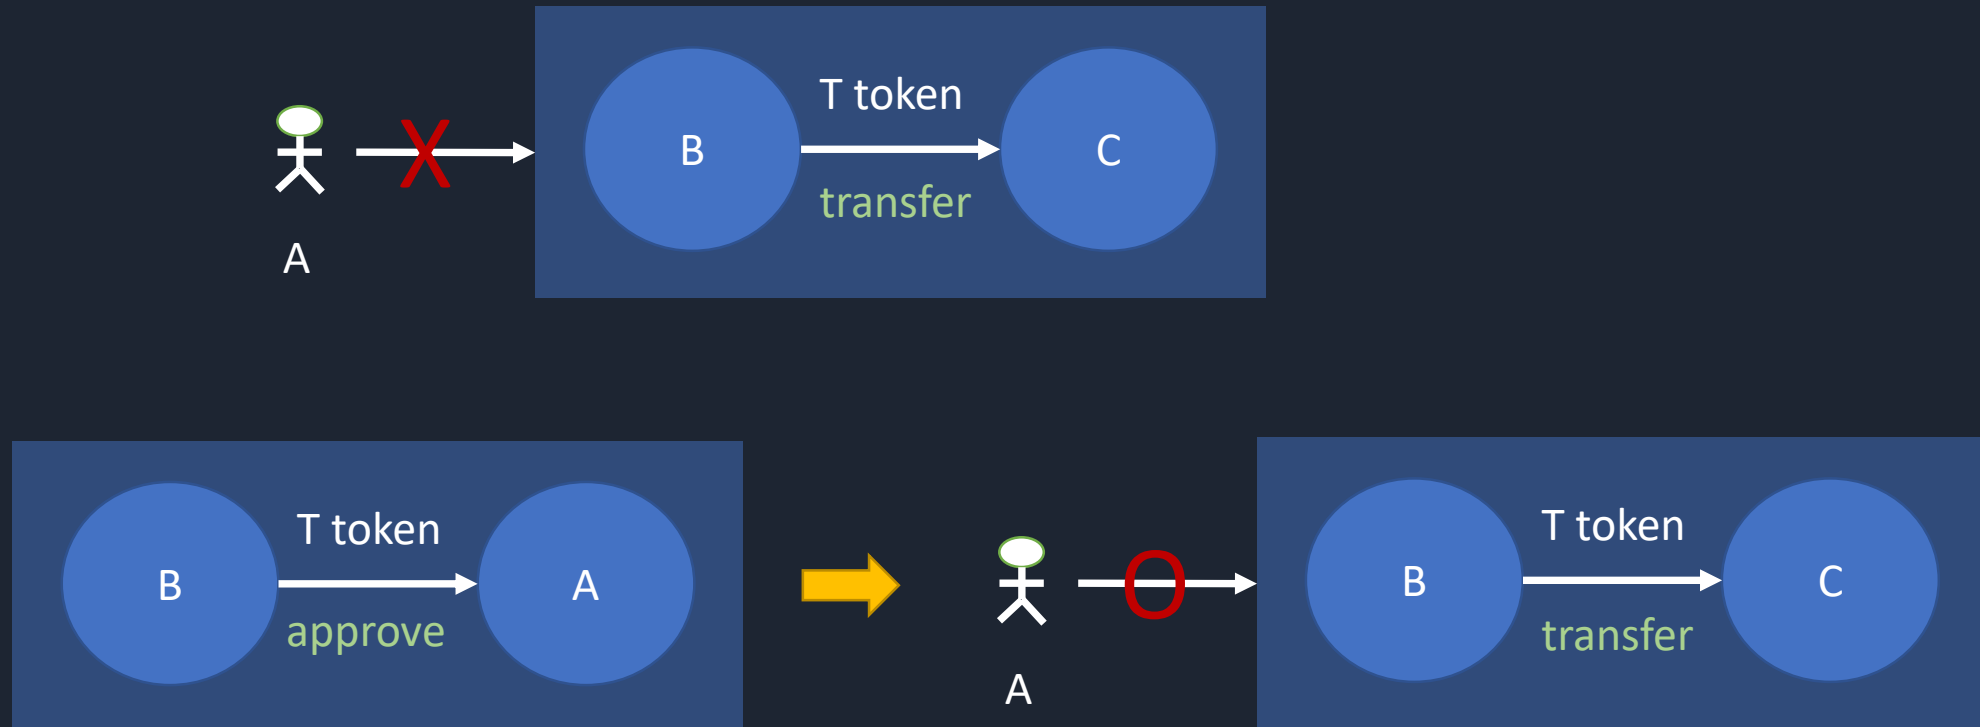 T token
B
C
X
transfer
A
T token
B
A
approve
O
A
T token
B
C
transfer